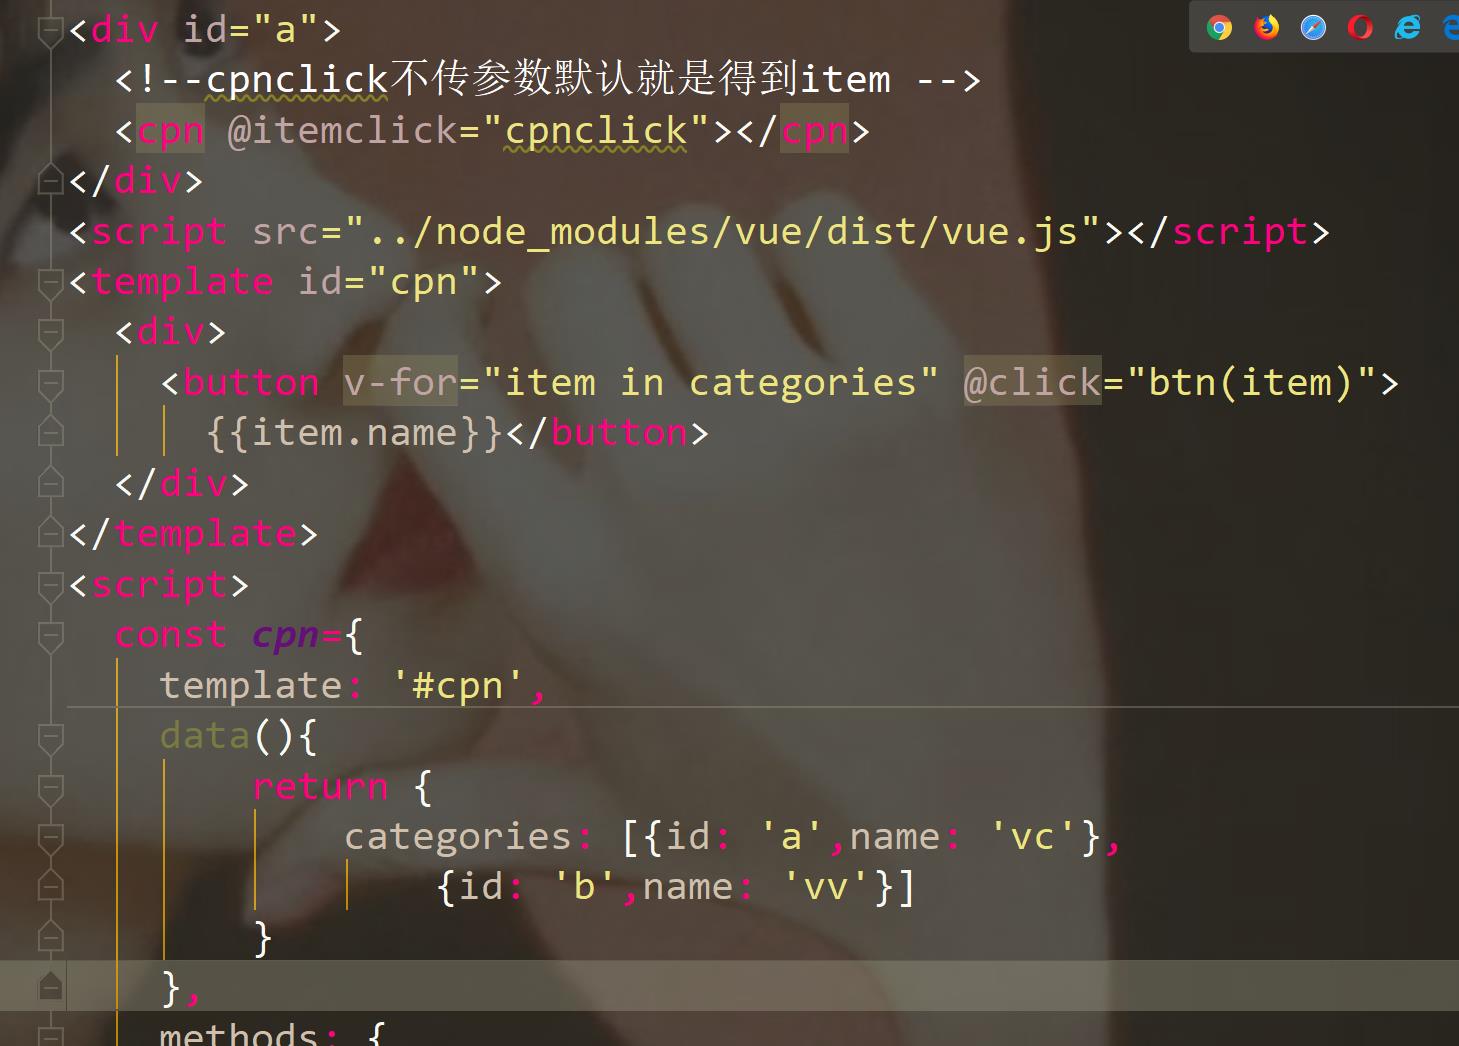 <div id="a">
<!--cpnclick不传参数默认就是得到item -->
<cpn @itemclick="cpnclick"></cpn>
</div>
<script src="../node_modules/vue/dist/vue.js"></script>
<template id="cpn">
<div>
<button v-for="item in categories" @click="btn(item)">
{{item.name}}</button>
</div>
</template>
<script>
const cpn={
template: '#cpn',
data(){
return {
categories: [{id: 'a',name: 'vc'},
{id: 'b',name: 'vv'}]
}
},
methods: {